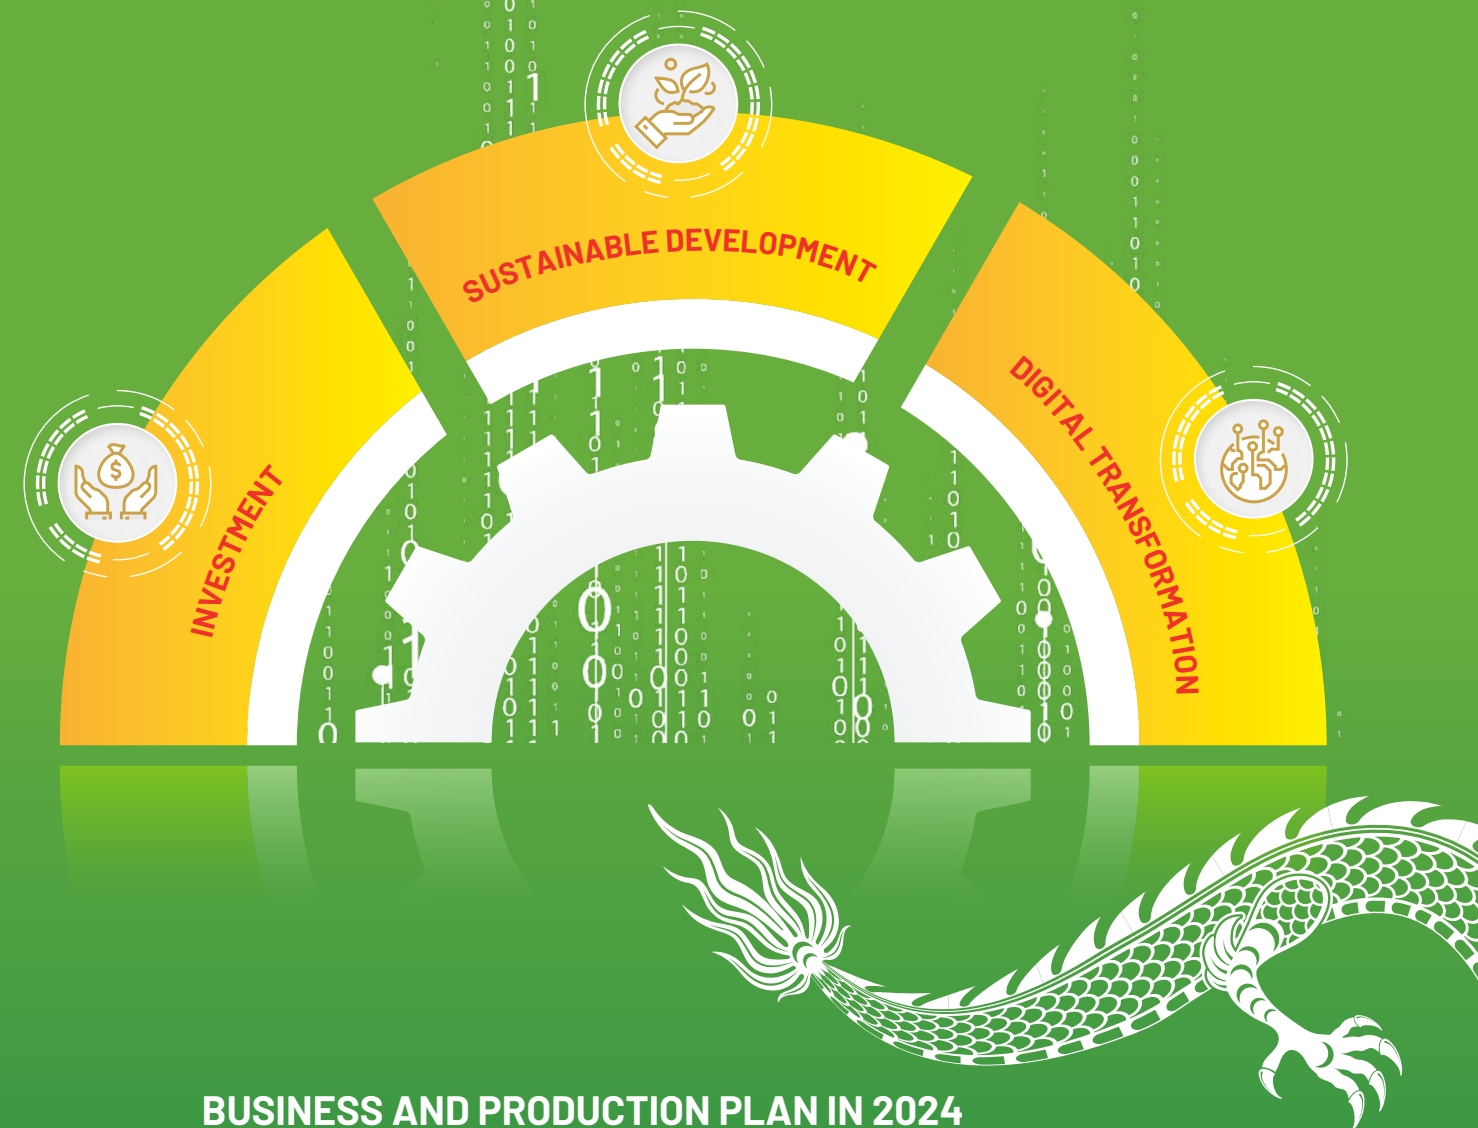 SUSTAINABLE DEVELOPMENT
INVESTMENT
DIGITAL TRANSFORMATION
BUSINESS AND PRODUCTION PLAN IN 2024